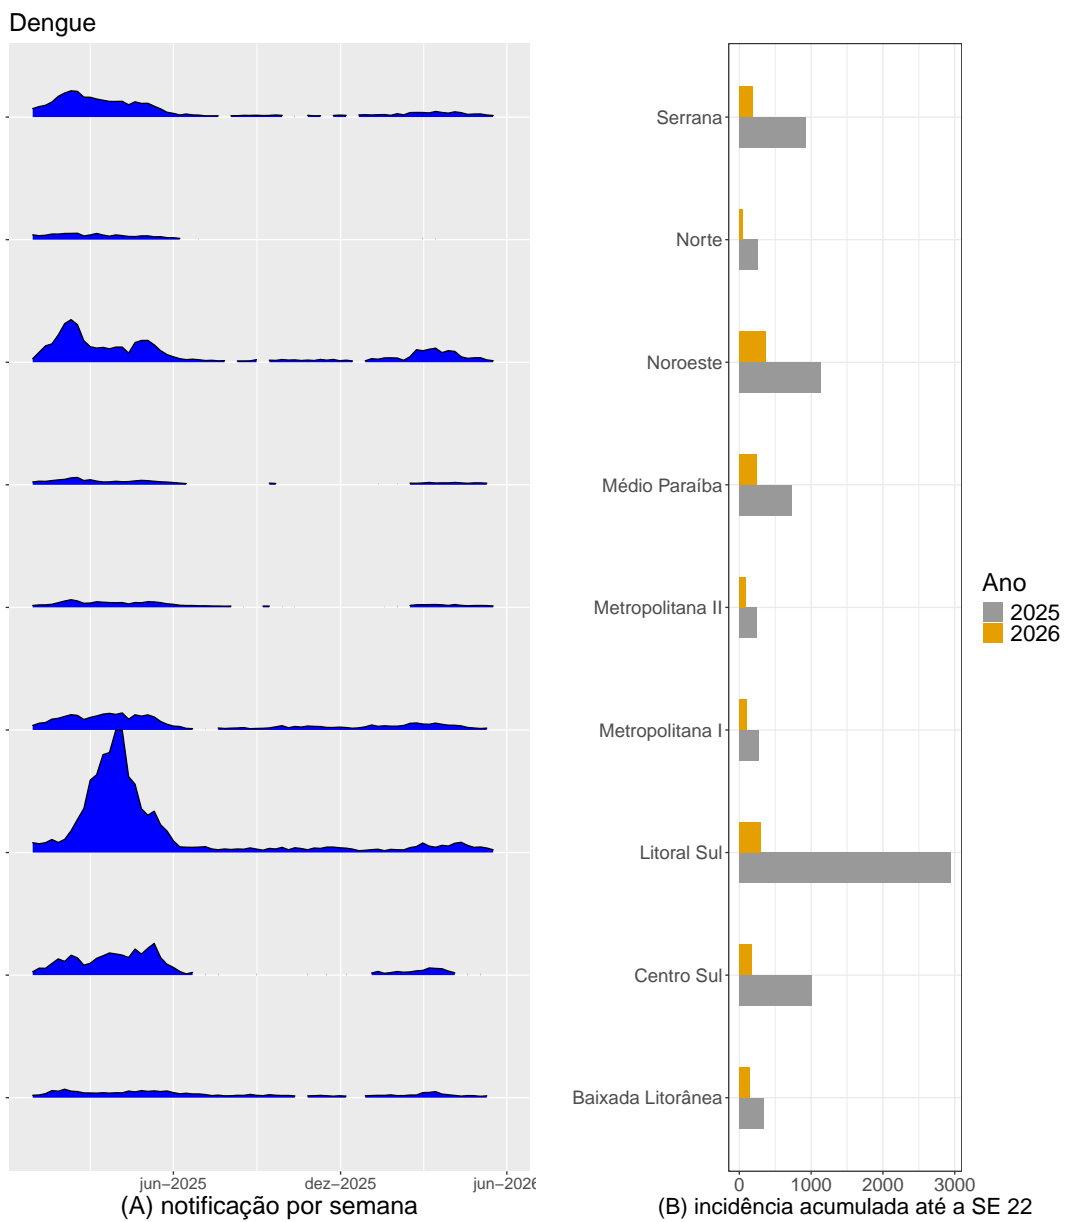 Dengue
Serrana
Norte
Noroeste
Médio Paraíba
Metropolitana II
Metropolitana I
Litoral Sul
Centro Sul
Baixada Litorânea
jun−2025
dez−2025
jun−2026
(A) notificação por semana
0
1000
2000
3000
(B) incidência acumulada até a SE 22
Ano
2025
2026